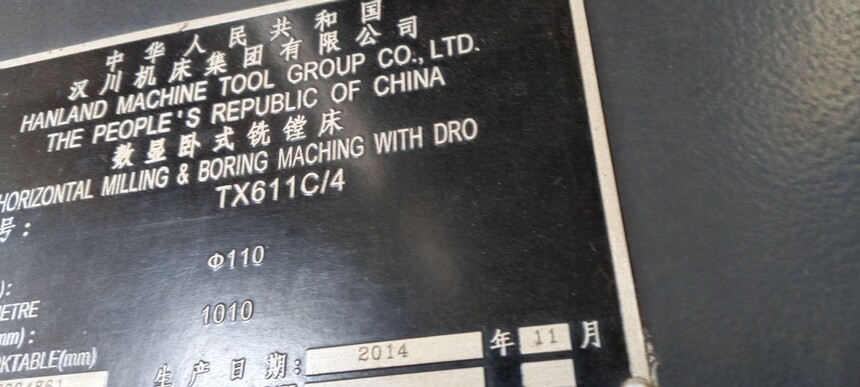 中华人民共和国
汉川机床集团有限公司
HANLAND MACHINE TOOL GROUP CO., LTD.
THE PEOPLE'S REPUBLIC OF CHINA
数显卧式铣镗床
HORIZONTAL MILLING & BORING MACHING WITH DRO
TX611C/4
号:
Φ110
):
METRE
1010
mm):
RKTABLE(mm)
生产日期: 2014 年 11 月